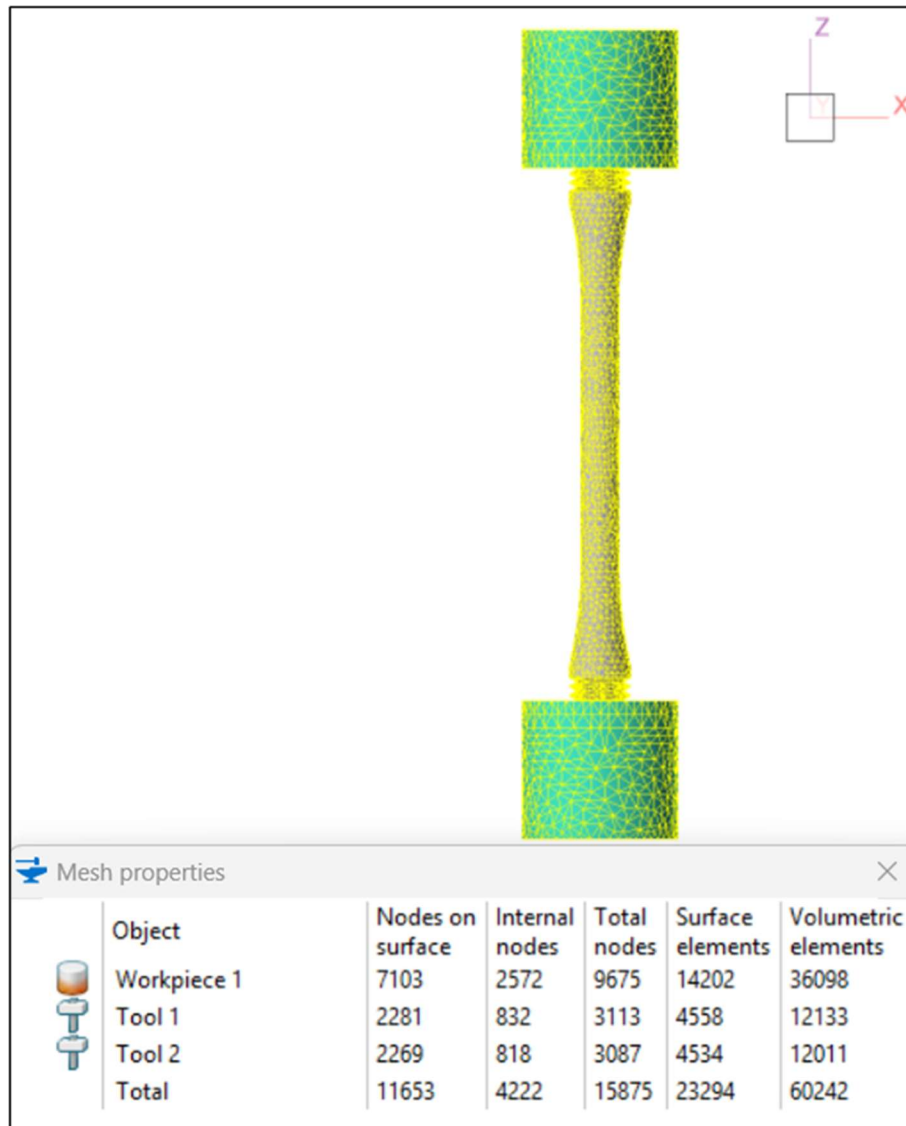 Z
Y
X
Mesh properties
Object Nodes on surface Internal nodes Total nodes Surface elements Volumetric elements
Workpiece 1 7103 2572 9675 14202 36098
Tool 1 2281 832 3113 4558 12133
Tool 2 2269 818 3087 4534 12011
Total 11653 4222 15875 23294 60242